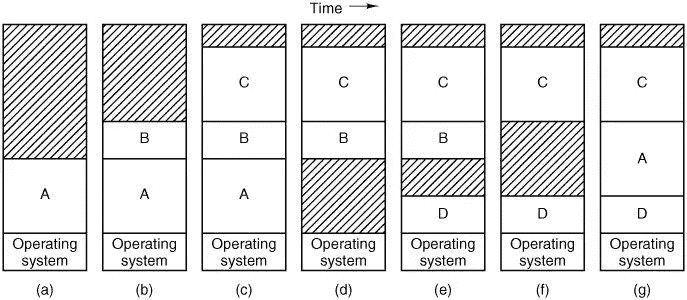 Time
C
C
C
C
C
B
B
B
B
A
A
A
A
D
D
D
Operating system
Operating system
Operating system
Operating system
Operating system
Operating system
Operating system
(a)
(b)
(c)
(d)
(e)
(f)
(g)